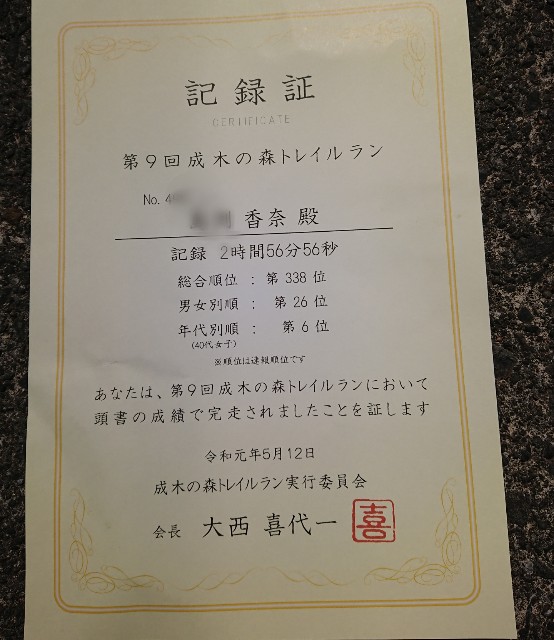 記録証
CERTIFICATE
第9回成木の森トレイルラン
No. 4
香奈 殿
記録 2時間56分56秒
総合順位 : 第 338 位
男女別順 : 第 26 位
年代別順 : 第 6 位
(40代女子)
※順位は速報順位です
あなたは、第9回成木の森トレイルランにおいて
頭書の成績で完走されましたことを証します
令和元年5月12日
成木の森トレイルラン実行委員会
会長 大西 喜代一
喜